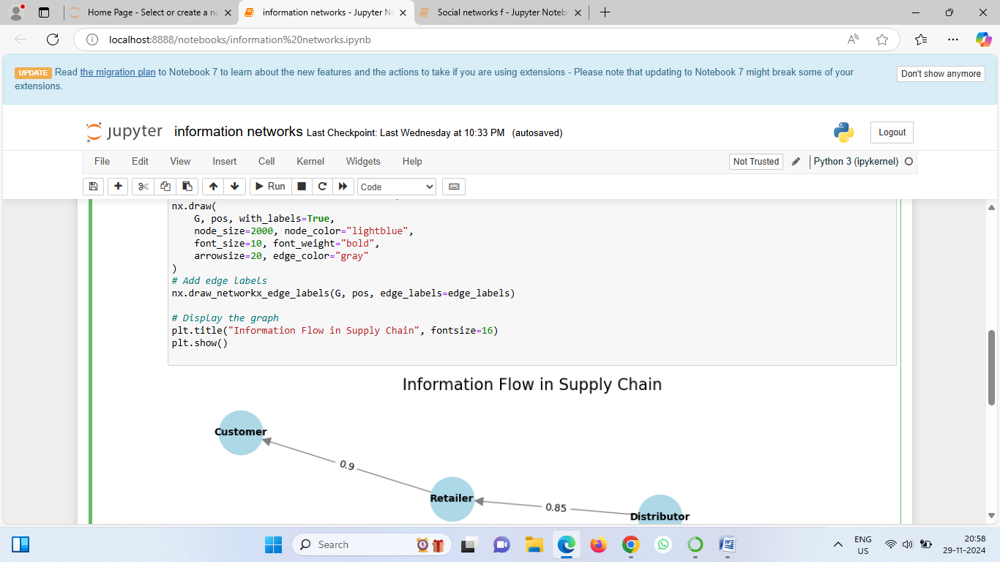 Home Page - Select or create a no
information networks - Jupyter No
Social networks f - Jupyter Noteb
localhost:8888/notebooks/information%20networks.ipynb
UPDATE Read the migration plan to Notebook 7 to learn about the new features and the actions to take if you are using extensions - Please note that updating to Notebook 7 might break some of your
extensions.
Don't show anymore
jupyter information networks Last Checkpoint: Last Wednesday at 10:33 PM (autosaved)
Logout
File Edit View Insert Cell Kernel Widgets Help
Not Trusted Python 3 (ipykernel)
Run Code
nx.draw(
    G, pos, with_labels=True,
    node_size=2000, node_color="lightblue",
    font_size=10, font_weight="bold",
    arrowsize=20, edge_color="gray"
)
# Add edge labels
nx.draw_networkx_edge_labels(G, pos, edge_labels=edge_labels)
# Display the graph
plt.title("Information Flow in Supply Chain", fontsize=16)
plt.show()
Information Flow in Supply Chain
Customer
0.9
Retailer
0.85
Distributor
Search
ENG
US
20:58
29-11-2024